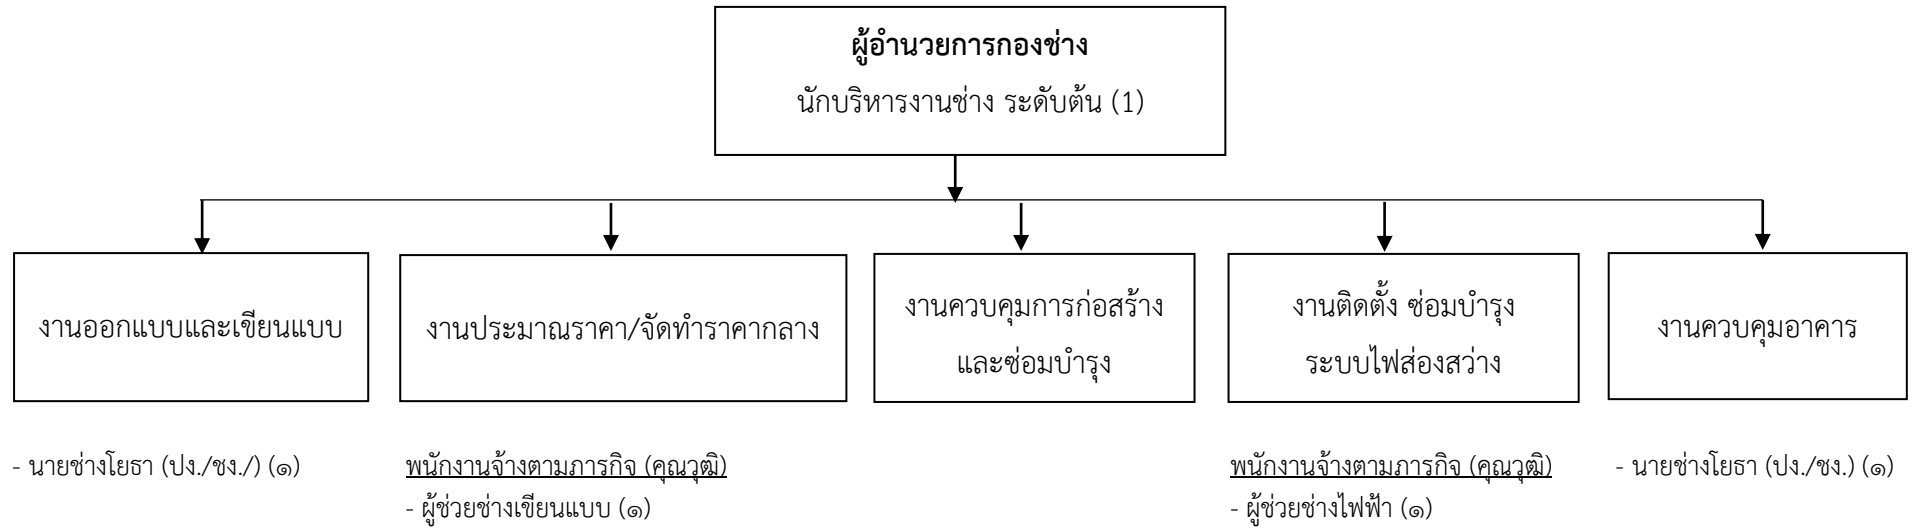 ผู้อำนวยการกองช่าง
นักบริหารงานช่าง ระดับต้น (1)
งานออกแบบและเขียนแบบ
งานประมาณราคา/จัดทำราคากลาง
งานควบคุมการก่อสร้าง
และซ่อมบำรุง
งานติดตั้ง ซ่อมบำรุง
ระบบไฟส่องสว่าง
งานควบคุมอาคาร
- นายช่างโยธา (ปง./ชง./) (๑)
พนักงานจ้างตามภารกิจ (คุณวุฒิ)
- ผู้ช่วยช่างเขียนแบบ (๑)
พนักงานจ้างตามภารกิจ (คุณวุฒิ)
- ผู้ช่วยช่างไฟฟ้า (๑)
- นายช่างโยธา (ปง./ชง.) (๑)